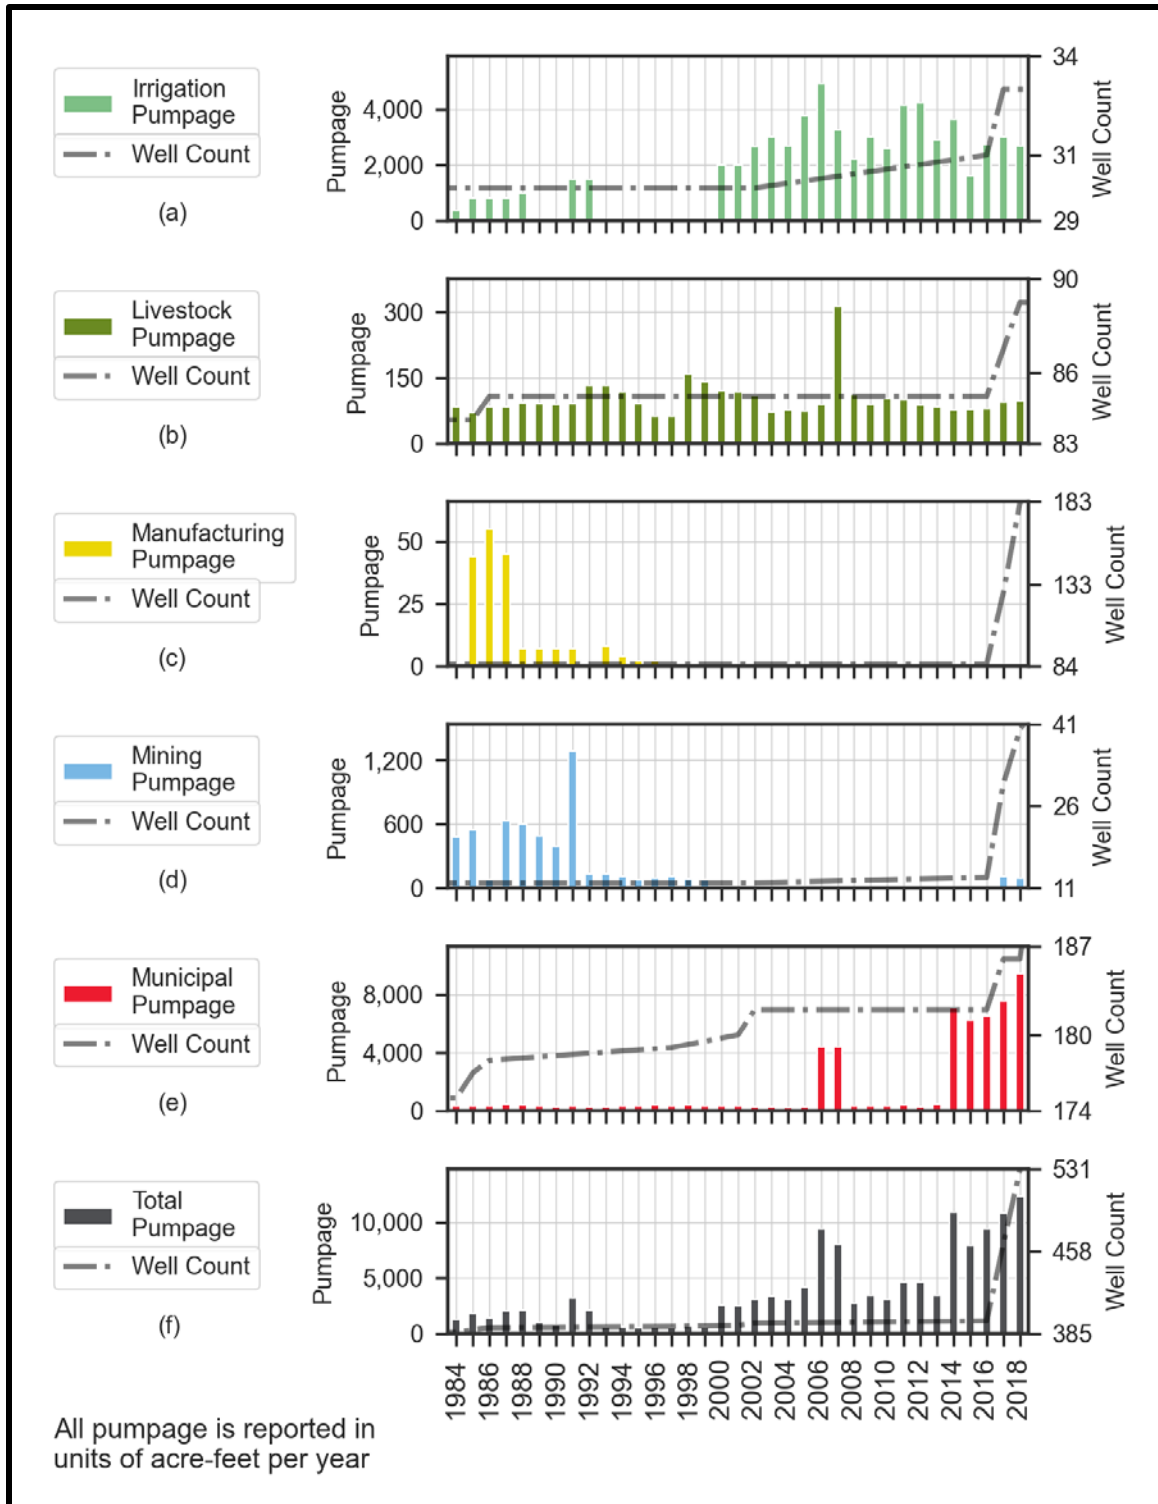 Irrigation
Pumpage
Well Count
(a)
Pumpage
4,000
2,000
0
34
31
29
Well Count
Livestock
Pumpage
Well Count
(b)
Pumpage
300
150
0
90
86
83
Well Count
Manufacturing
Pumpage
Well Count
(c)
Pumpage
50
25
0
183
133
84
Well Count
Mining
Pumpage
Well Count
(d)
Pumpage
1,200
600
0
41
26
11
Well Count
Municipal
Pumpage
Well Count
(e)
Pumpage
8,000
4,000
0
187
180
174
Well Count
Total
Pumpage
Well Count
(f)
Pumpage
10,000
5,000
0
531
458
385
Well Count
1984 1986 1988 1990 1992 1994 1996 1998 2000 2002 2004 2006 2008 2010 2012 2014 2016 2018
All pumpage is reported in
units of acre-feet per year